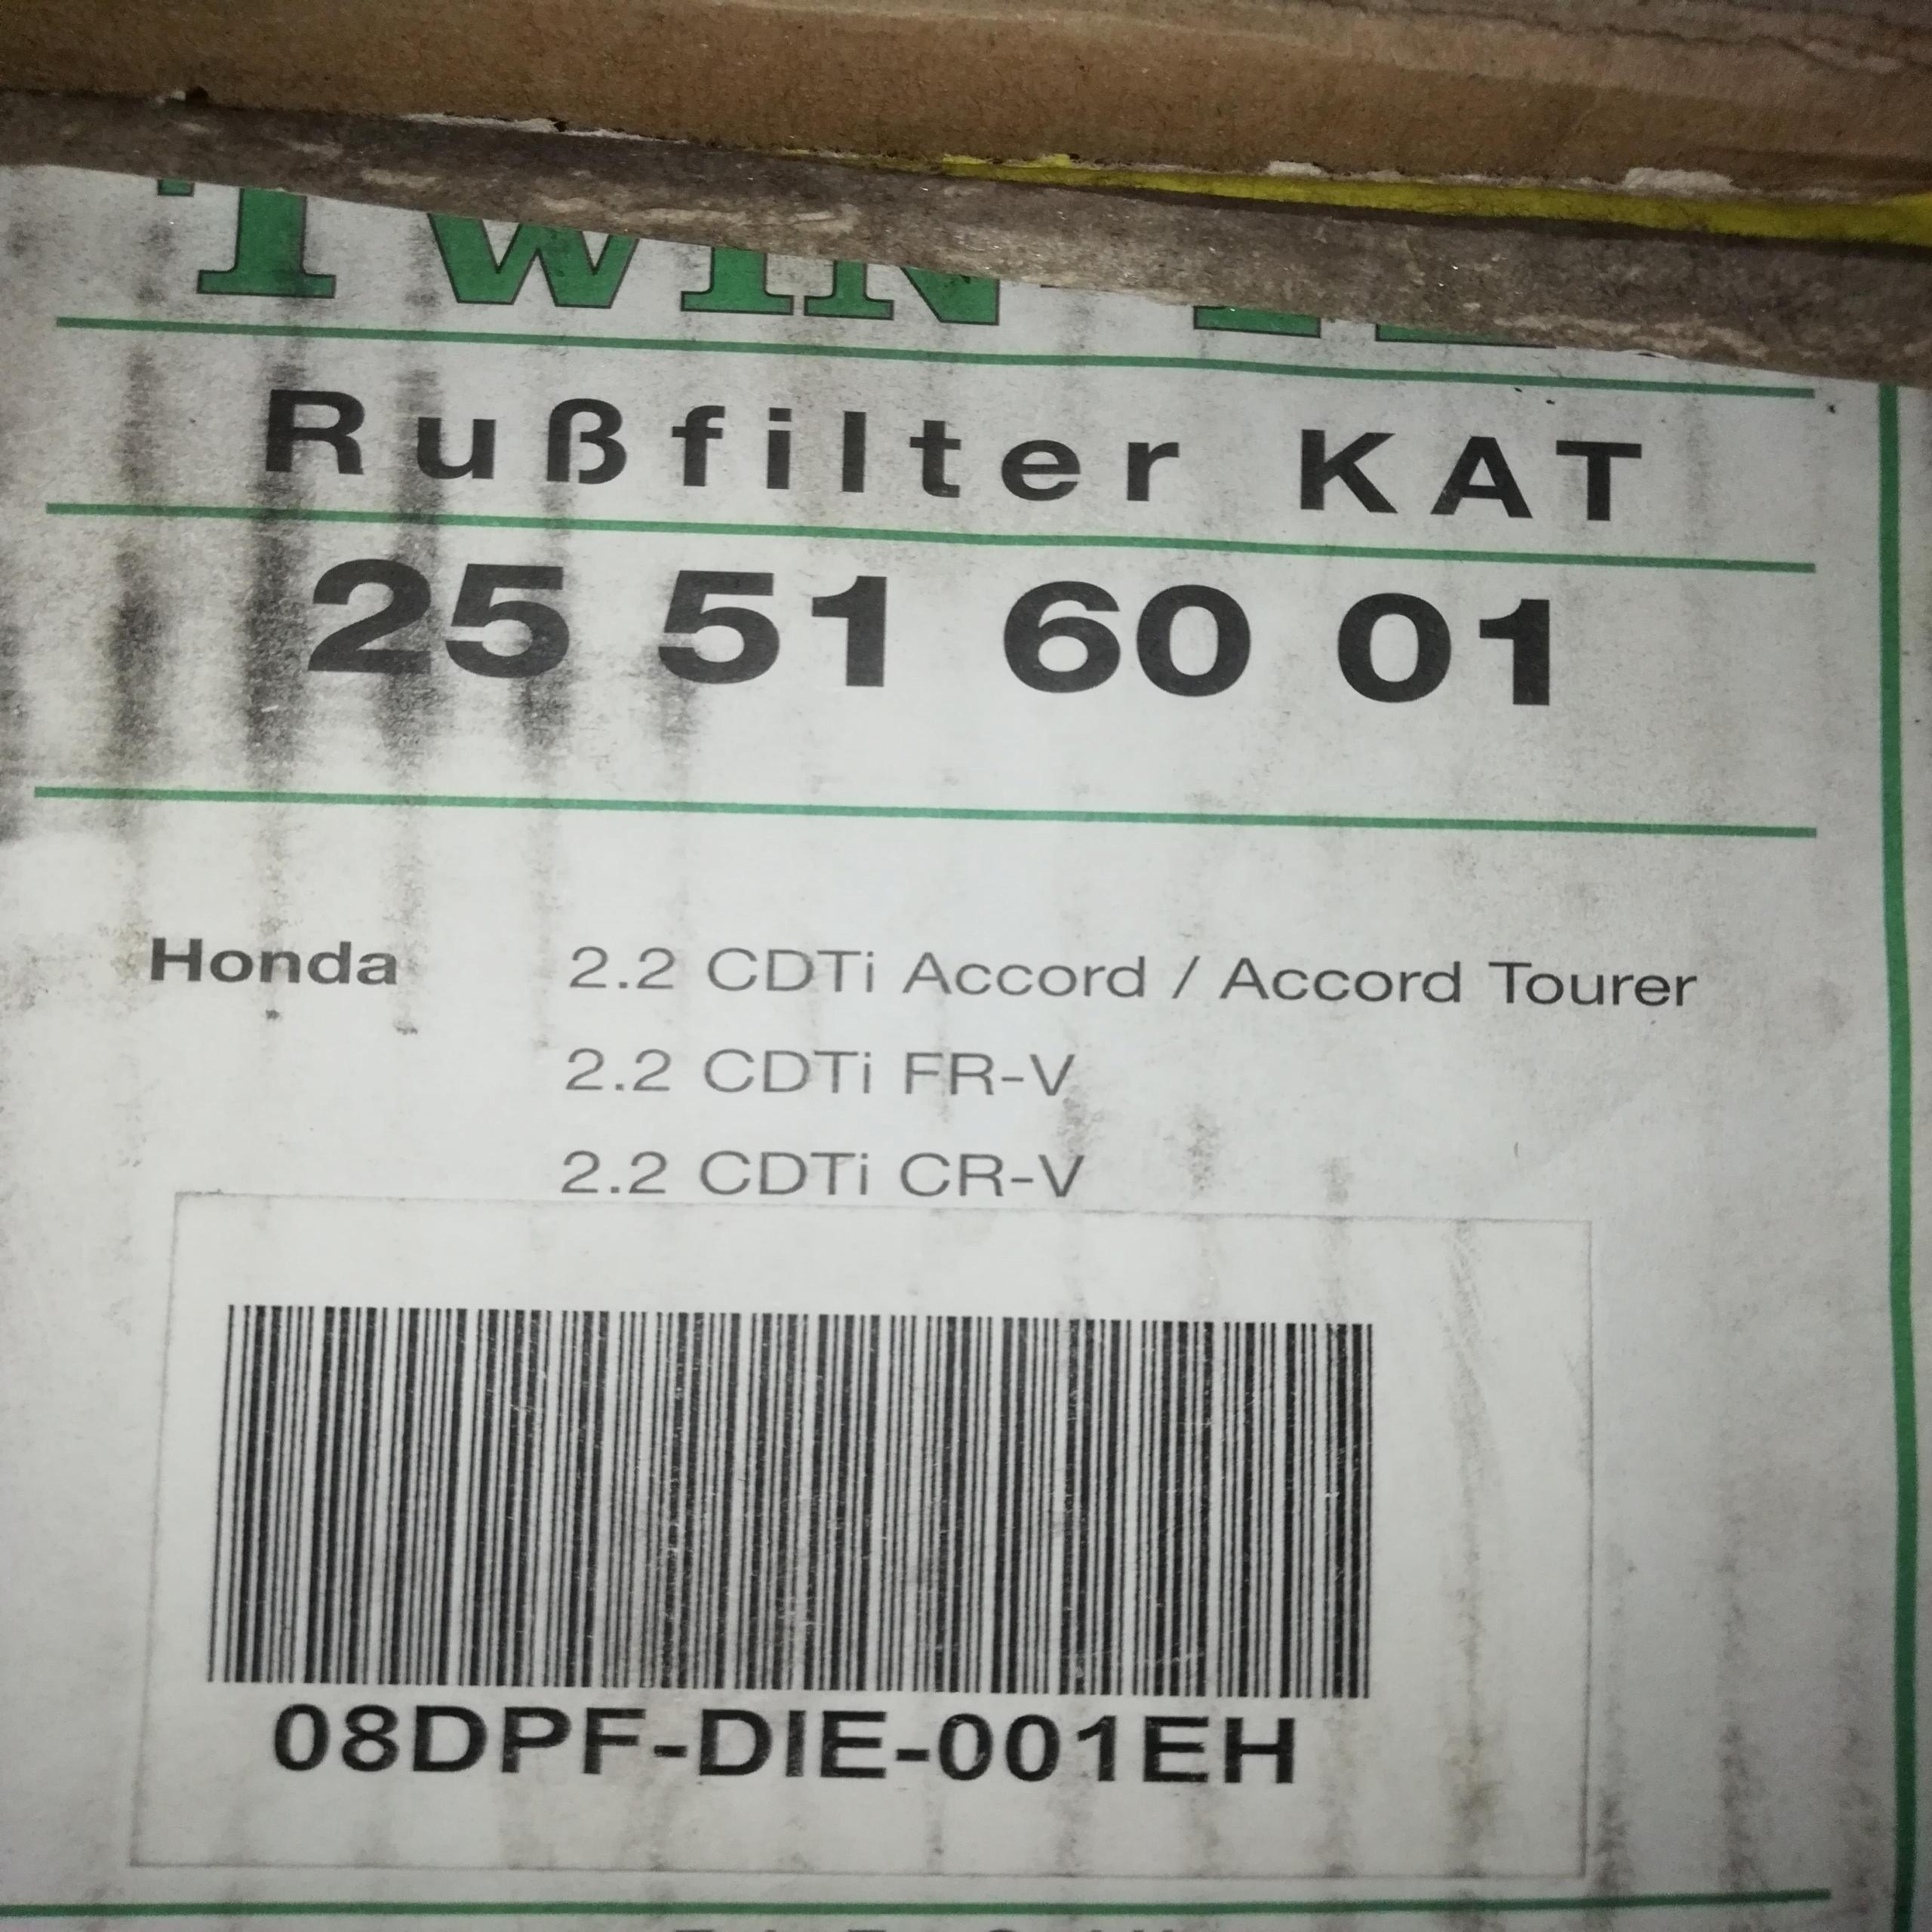 TWIN
Rußfilter KAT
25 51 60 01
Honda 2.2 CDTi Accord / Accord Tourer
2.2 CDTi FR-V
2.2 CDTi CR-V
08DPF-DIE-001EH